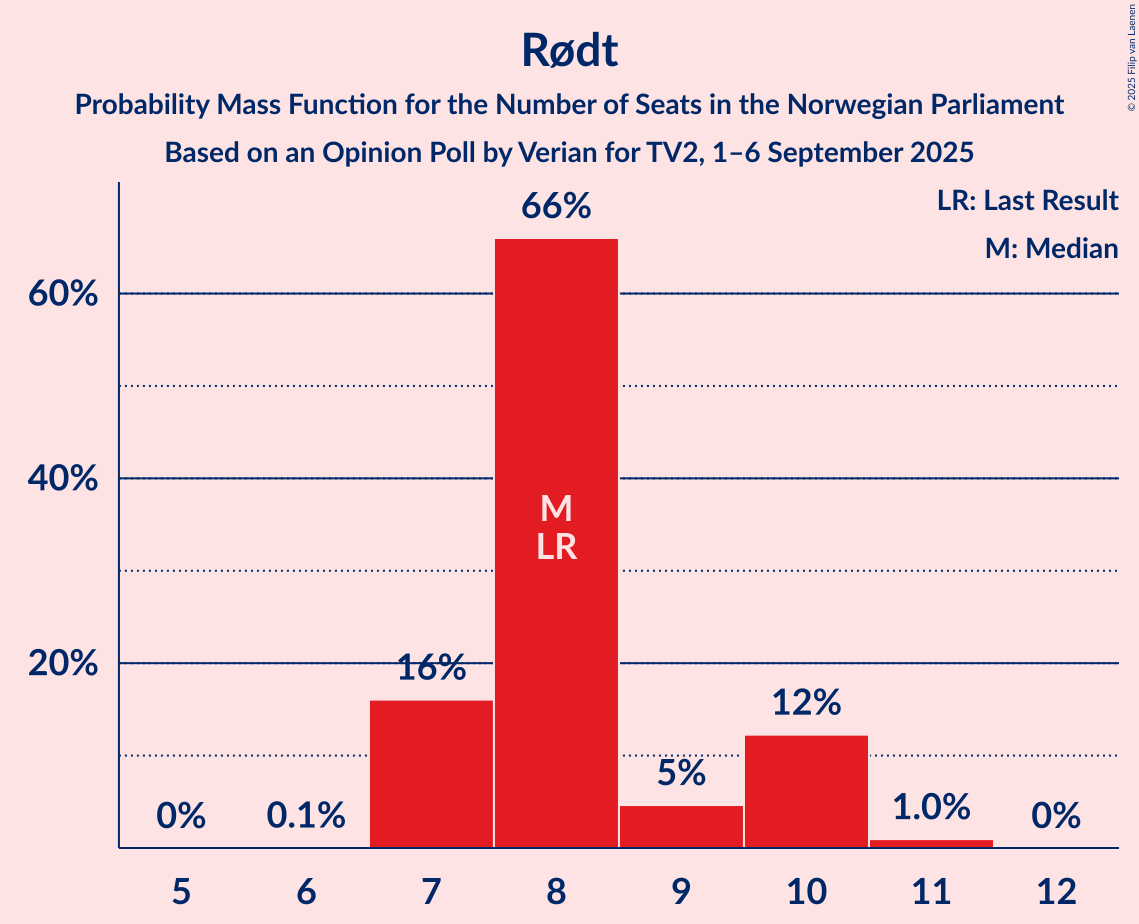 Rødt
Probability Mass Function for the Number of Seats in the Norwegian Parliament
Based on an Opinion Poll by Verian for TV2, 1–6 September 2025
© 2025 Filip van Laenen
LR: Last Result
M: Median
66%
60%
40%
20%
M
LR
0%
0.1%
16%
5%
12%
1.0%
0%
5
6
7
8
9
10
11
12